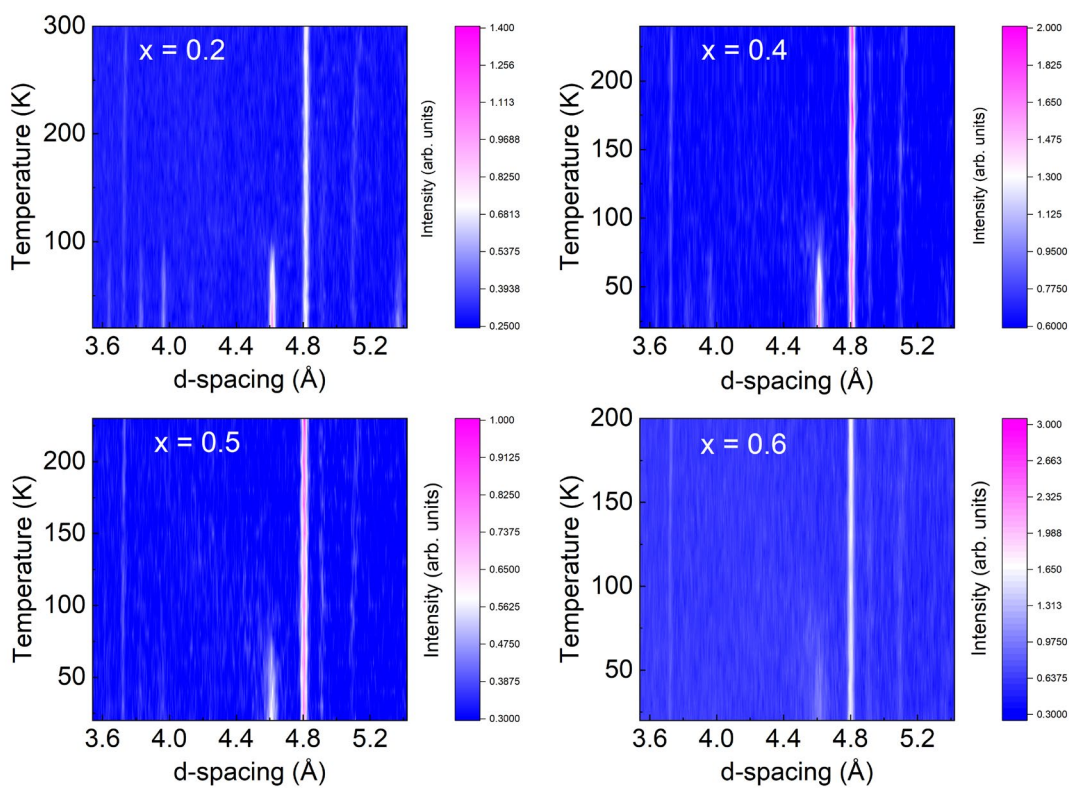 x = 0.2
300
200
100
Temperature (K)
3.6 4.0 4.4 4.8 5.2
d-spacing (Å)
1.400
1.256
1.113
0.9688
0.8250
0.6813
0.5375
0.3938
0.2500
Intensity (arb. units)
x = 0.4
200
150
100
50
Temperature (K)
3.6 4.0 4.4 4.8 5.2
d-spacing (Å)
2.000
1.825
1.650
1.475
1.300
1.125
0.9500
0.7750
0.6000
Intensity (arb. units)
x = 0.5
200
150
100
50
Temperature (K)
3.6 4.0 4.4 4.8 5.2
d-spacing (Å)
1.000
0.9125
0.8250
0.7375
0.6500
0.5625
0.4750
0.3875
0.3000
Intensity (arb. units)
x = 0.6
200
150
100
50
Temperature (K)
3.6 4.0 4.4 4.8 5.2
d-spacing (Å)
3.000
2.663
2.325
1.988
1.650
1.313
0.9750
0.6375
0.3000
Intensity (arb. units)